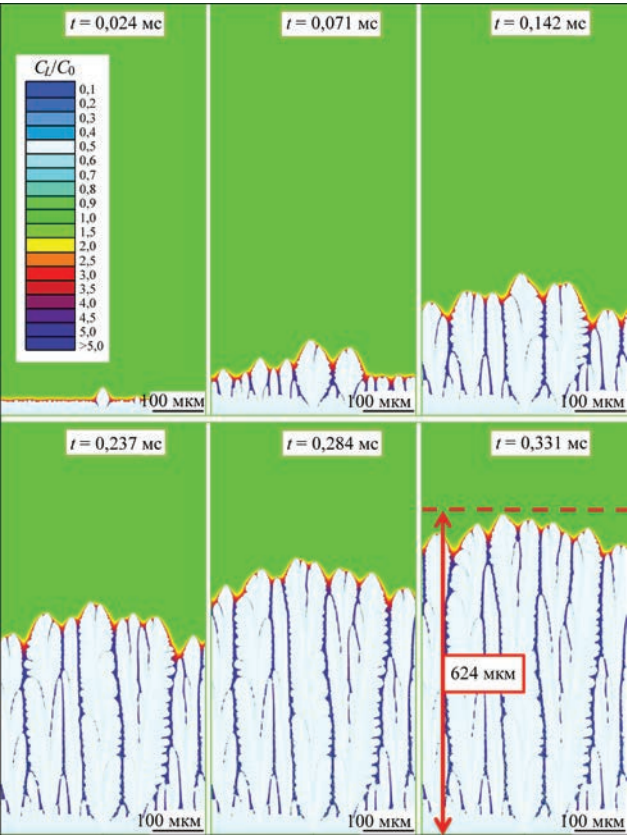 t = 0,024 мс
t = 0,071 мс
t = 0,142 мс
C_L/C_0
0,1
0,2
0,3
0,4
0,5
0,6
0,7
0,8
0,9
1,0
1,5
2,0
2,5
3,0
3,5
4,0
4,5
5,0
>5,0
100 мкм
100 мкм
100 мкм
t = 0,237 мс
t = 0,284 мс
t = 0,331 мс
624 мкм
100 мкм
100 мкм
100 мкм